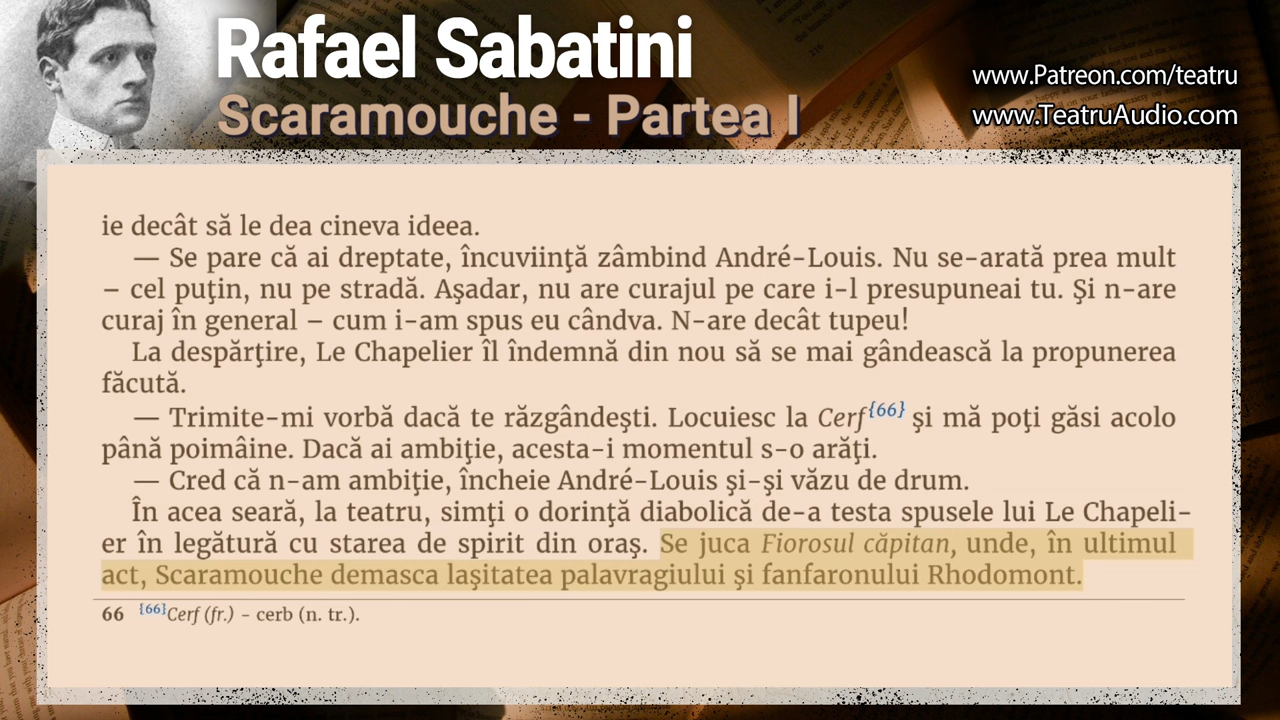 Rafael Sabatini
Scaramouche - Partea I
www.Patreon.com/teatru
www.TeatruAudio.com
ie decât să le dea cineva ideea.
— Se pare că ai dreptate, încuviinţă zâmbind André-Louis. Nu se-arată prea mult
– cel puţin, nu pe stradă. Aşadar, nu are curajul pe care i-l presupuneai tu. Şi n-are
curaj în general – cum i-am spus eu cândva. N-are decât tupeu!
La despărţire, Le Chapelier îl îndemnă din nou să se mai gândească la propunerea
făcută.
— Trimite-mi vorbă dacă te răzgândeşti. Locuiesc la Cerf{66} şi mă poţi găsi acolo
până poimâine. Dacă ai ambiţie, acesta-i momentul s-o arăţi.
— Cred că n-am ambiţie, încheie André-Louis şi-şi văzu de drum.
În acea seară, la teatru, simţi o dorinţă diabolică de-a testa spusele lui Le Chapeli-
er în legătură cu starea de spirit din oraş. Se juca Fiorosul căpitan, unde, în ultimul
act, Scaramouche demasca laşitatea palavragiului şi fanfaronului Rhodomont.
66 {66}Cerf (fr.) - cerb (n. tr.).